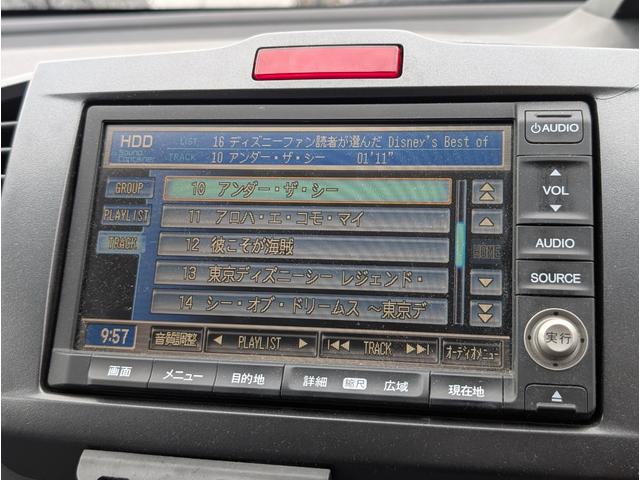 HDD LIST 16 ディズニーファン読者が選んだ Disney's Best of
Sound Container TRACK 10 アンダー・ザ・シー 01'11"
GROUP
PLAYLIST
TRACK
10 アンダー・ザ・シー
11 アロハ・エ・コモ・マイ
12 彼こそが海賊
13 東京ディズニーシー レジェンド・
14 シー・オブ・ドリームス ～東京デ
HOME
9:57 音質調整 PLAYLIST TRACK オーディオメニュー
画面 メニュー 目的地 詳細 縮尺 広域 現在地
AUDIO
VOL
AUDIO
SOURCE
実行